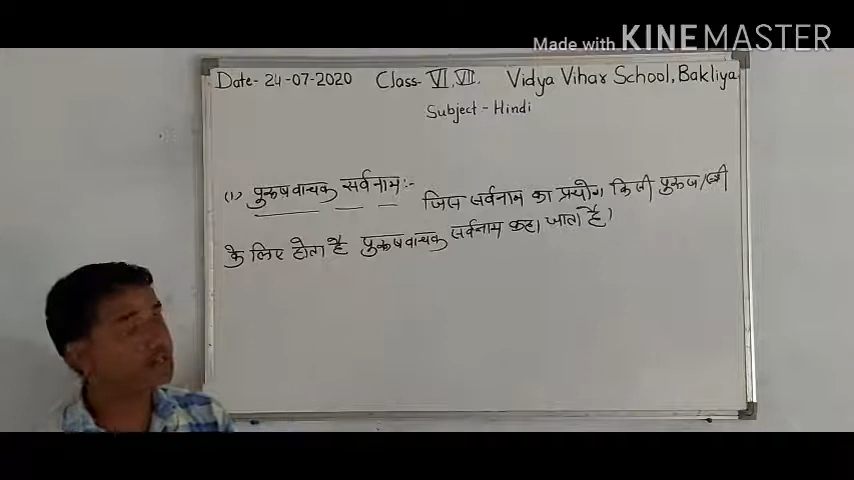 Made with KINEMASTER
Date- 24-07-2020 Class- VI, VII. Vidya Vihar School, Bakliya
Subject - Hindi
(1) पुरुषवाचक सर्वनाम :- जिस सर्वनाम का प्रयोग किसी पुरुष/स्त्री
के लिए होता है पुरुषवाचक सर्वनाम कहा जाता है।